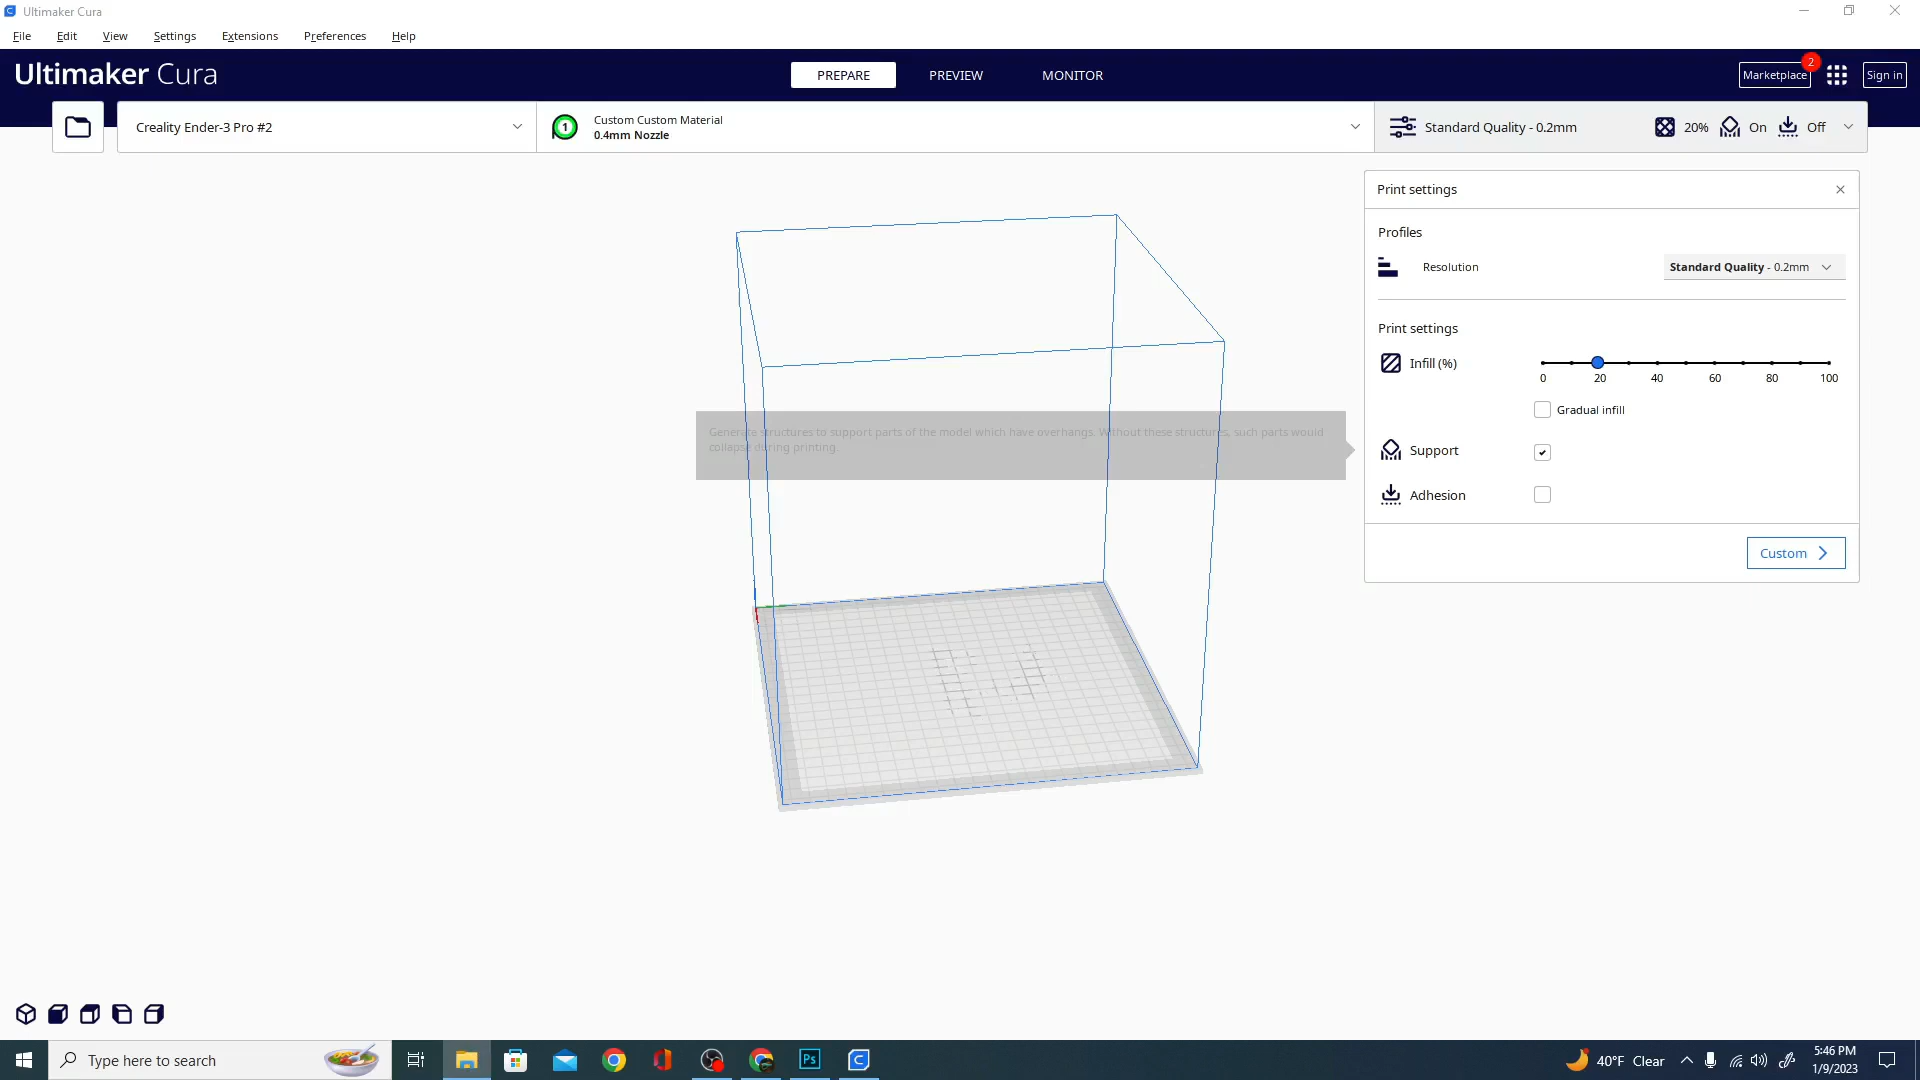 Ultimaker Cura
File Edit View Settings Extensions Preferences Help
Ultimaker Cura
PREPARE PREVIEW MONITOR
Marketplace 2 Sign in
Creality Ender-3 Pro #2
1 Custom Custom Material
0.4mm Nozzle
Standard Quality - 0.2mm 20% On Off
Print settings
Profiles
Resolution Standard Quality - 0.2mm
Print settings
Infill (%)
0 20 40 60 80 100
Gradual infill
Generate structures to support parts of the model which have overhangs. Without these structures, such parts would
collapse during printing.
Support
Adhesion
Custom
Type here to search
Ps
40°F Clear
5:46 PM
1/9/2023